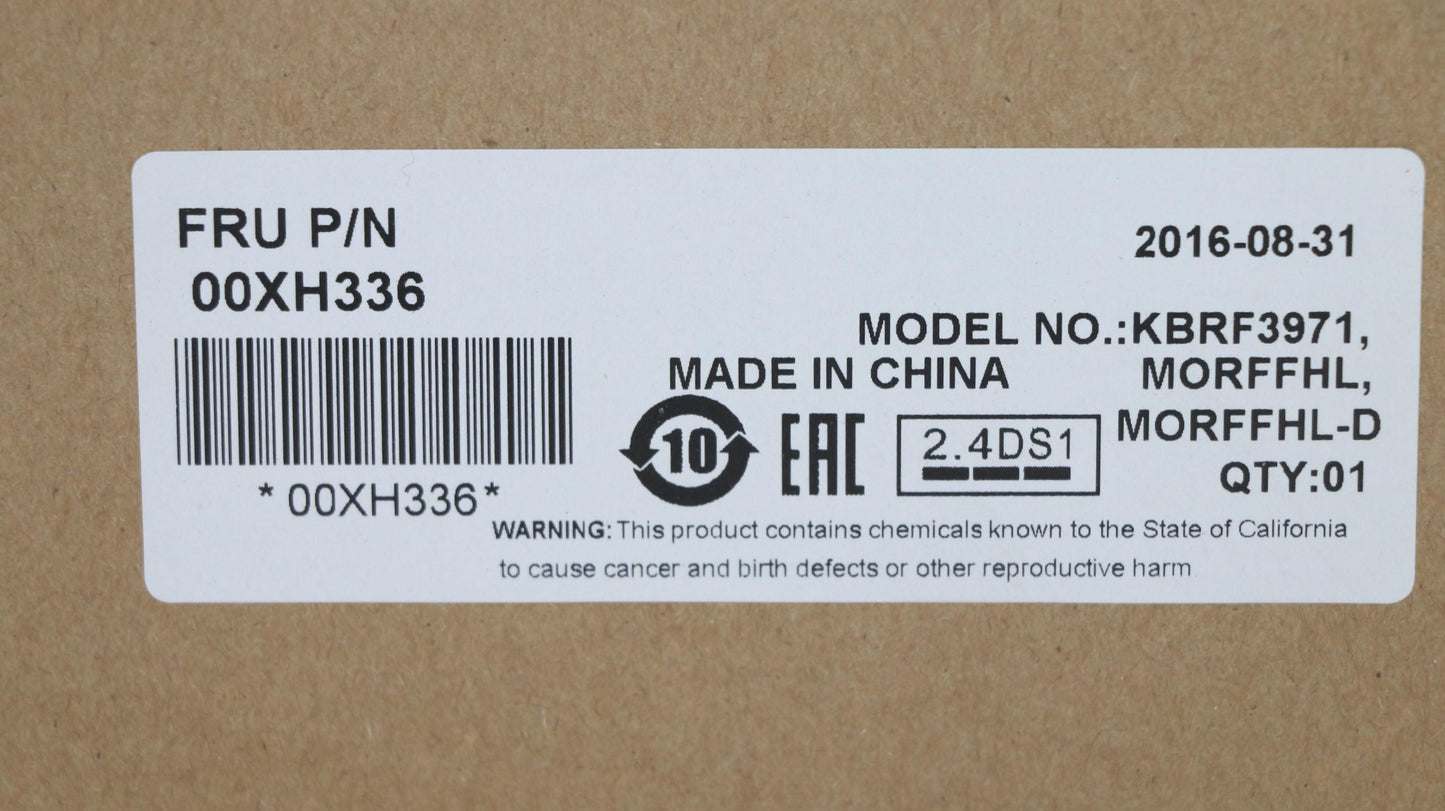 FRU P/N
00XH336
*00XH336*
2016-08-31
MODEL NO.:KBRF3971,
MADE IN CHINA MORFFHL,
MORFFHL-D
10 EAC 2.4DS1
QTY:01
WARNING: This product contains chemicals known to the State of California
to cause cancer and birth defects or other reproductive harm